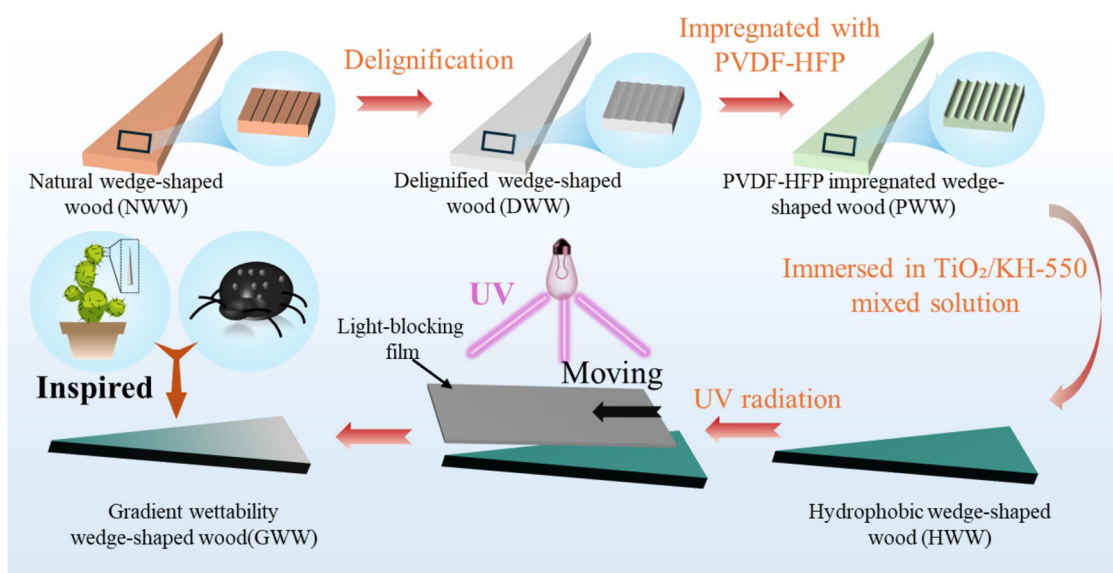 Delignification
Impregnated with
PVDF-HFP
Natural wedge-shaped
wood (NWW)
Delignified wedge-shaped
wood (DWW)
PVDF-HFP impregnated wedge-
shaped wood (PWW)
Immersed in TiO₂/KH-550
mixed solution
UV
Light-blocking
film
Moving
UV radiation
Inspired
Gradient wettability
wedge-shaped wood(GWW)
Hydrophobic wedge-shaped
wood (HWW)